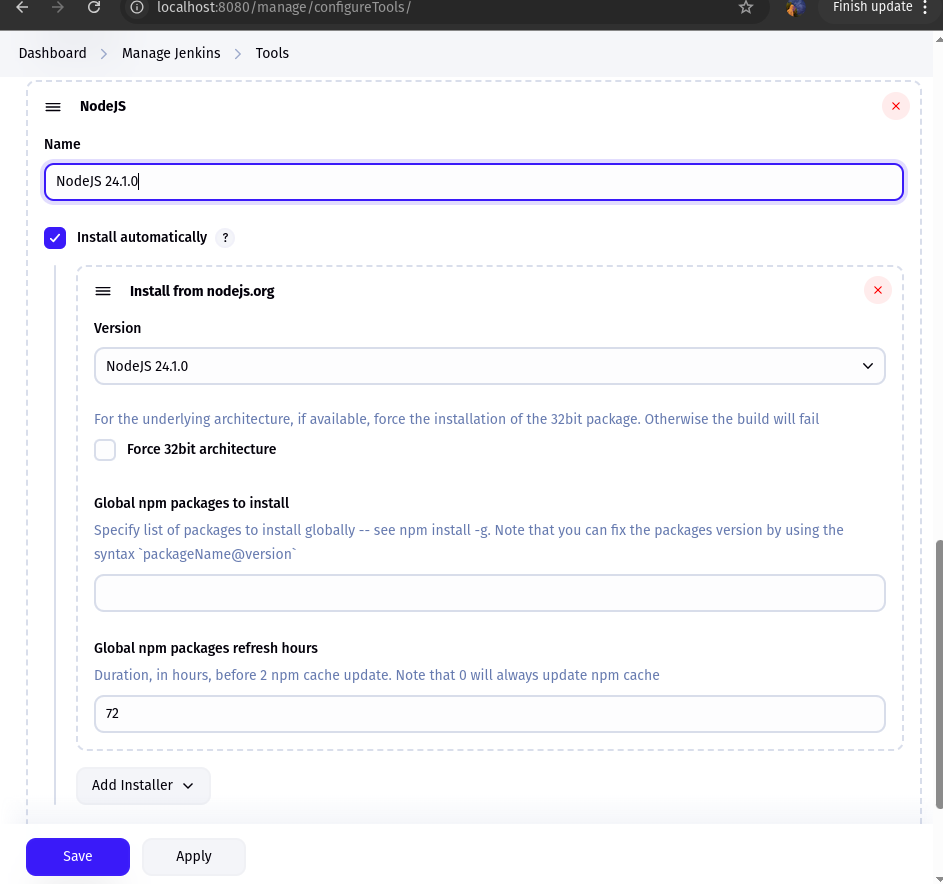 localhost:8080/manage/configureTools/
Finish update
Dashboard > Manage Jenkins > Tools
NodeJS
Name
NodeJS 24.1.0
Install automatically ?
Install from nodejs.org
Version
NodeJS 24.1.0
For the underlying architecture, if available, force the installation of the 32bit package. Otherwise the build will fail
Force 32bit architecture
Global npm packages to install
Specify list of packages to install globally -- see npm install -g. Note that you can fix the packages version by using the
syntax `packageName@version`
Global npm packages refresh hours
Duration, in hours, before 2 npm cache update. Note that 0 will always update npm cache
72
Add Installer
Save
Apply